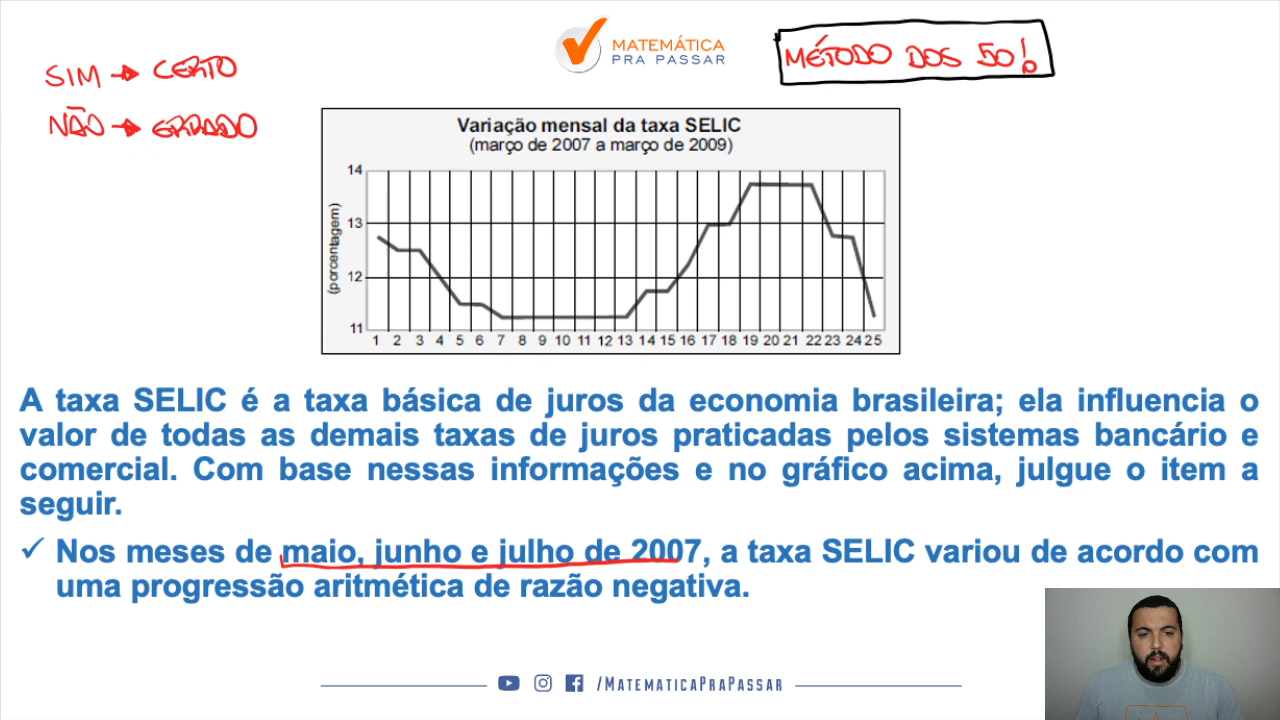 SIM → CERTO
NÃO → ERRADO
MATEMÁTICA
PRA PASSAR
MÉTODO DOS 50!
Variação mensal da taxa SELIC
(março de 2007 a março de 2009)
(porcentagem)
14
13
12
11
1 2 3 4 5 6 7 8 9 10 11 12 13 14 15 16 17 18 19 20 21 22 23 24 25
A taxa SELIC é a taxa básica de juros da economia brasileira; ela influencia o
valor de todas as demais taxas de juros praticadas pelos sistemas bancário e
comercial. Com base nessas informações e no gráfico acima, julgue o item a
seguir.
✓ Nos meses de maio, junho e julho de 2007, a taxa SELIC variou de acordo com
uma progressão aritmética de razão negativa.
/MatematicaPraPassar